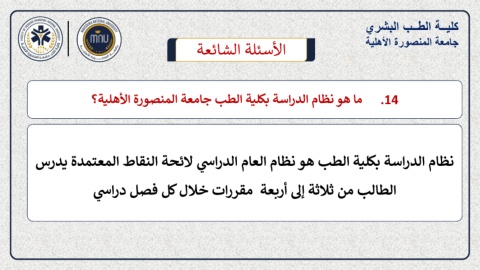 كليـــة الطـــب البشري
جامعة المنصورة الأهلية
MNU
الأسئلة الشائعة
14. ما هو نظام الدراسة بكلية الطب جامعة المنصورة الأهلية؟
نظام الدراسة بكلية الطب هو نظام العام الدراسي لائحة النقاط المعتمدة يدرس
الطالب من ثلاثة إلى أربعة مقررات خلال كل فصل دراسي